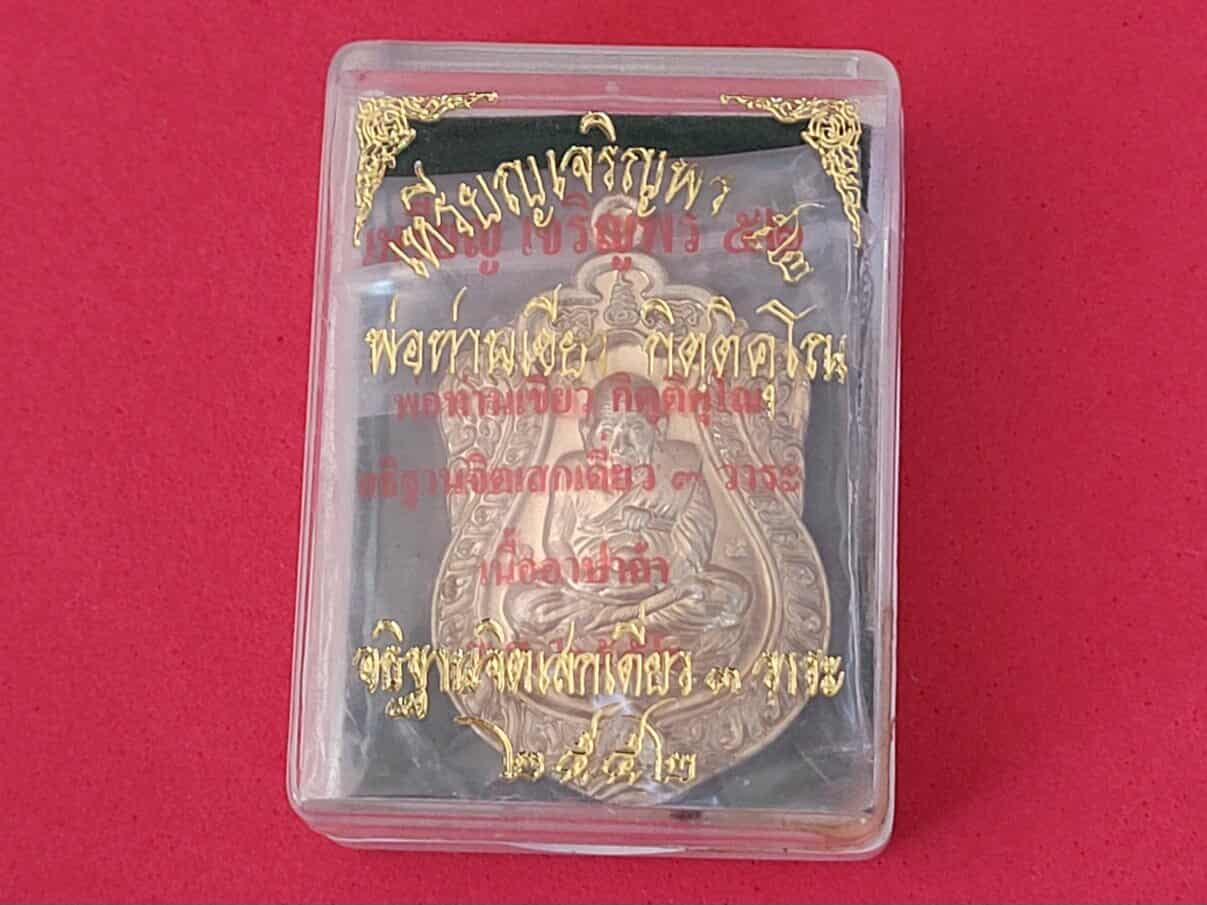 เหรียญเจริญพร ๕๒
เหรียญ เจริญพร ๕๒
พ่อท่านเขียว กิตฺติคุโณ
พ่อท่านเขียว กิตฺติคุโณ
อธิฐานจิตเสกเดี่ยว ๓ วาระ
เนื้ออาปาก้า
อธิฐานจิตเสกเดี่ยว ๓ วาระ
๒๕๕๒